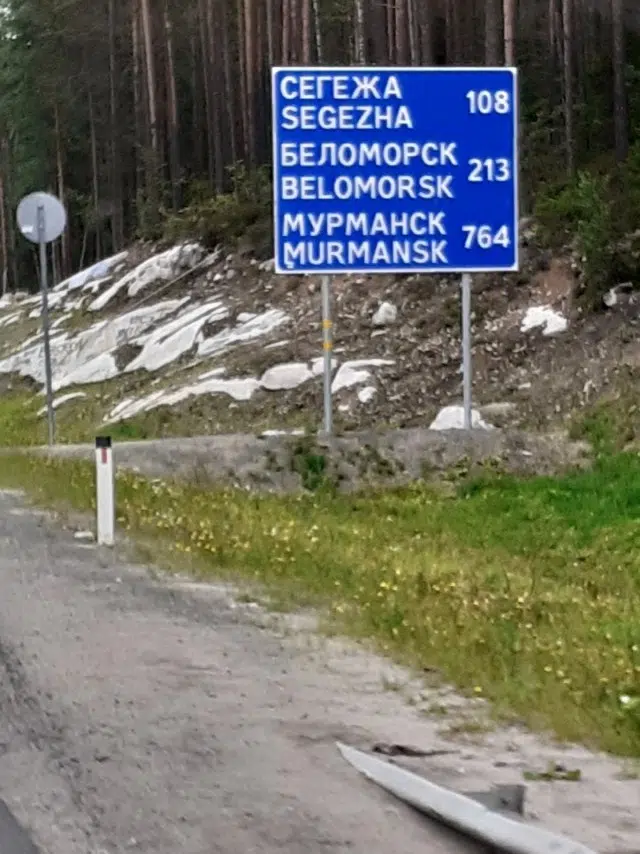 СЕГЕЖА
SEGEZHA 108
БЕЛОМОРСК
BELOMORSK 213
МУРМАНСК
MURMANSK 764